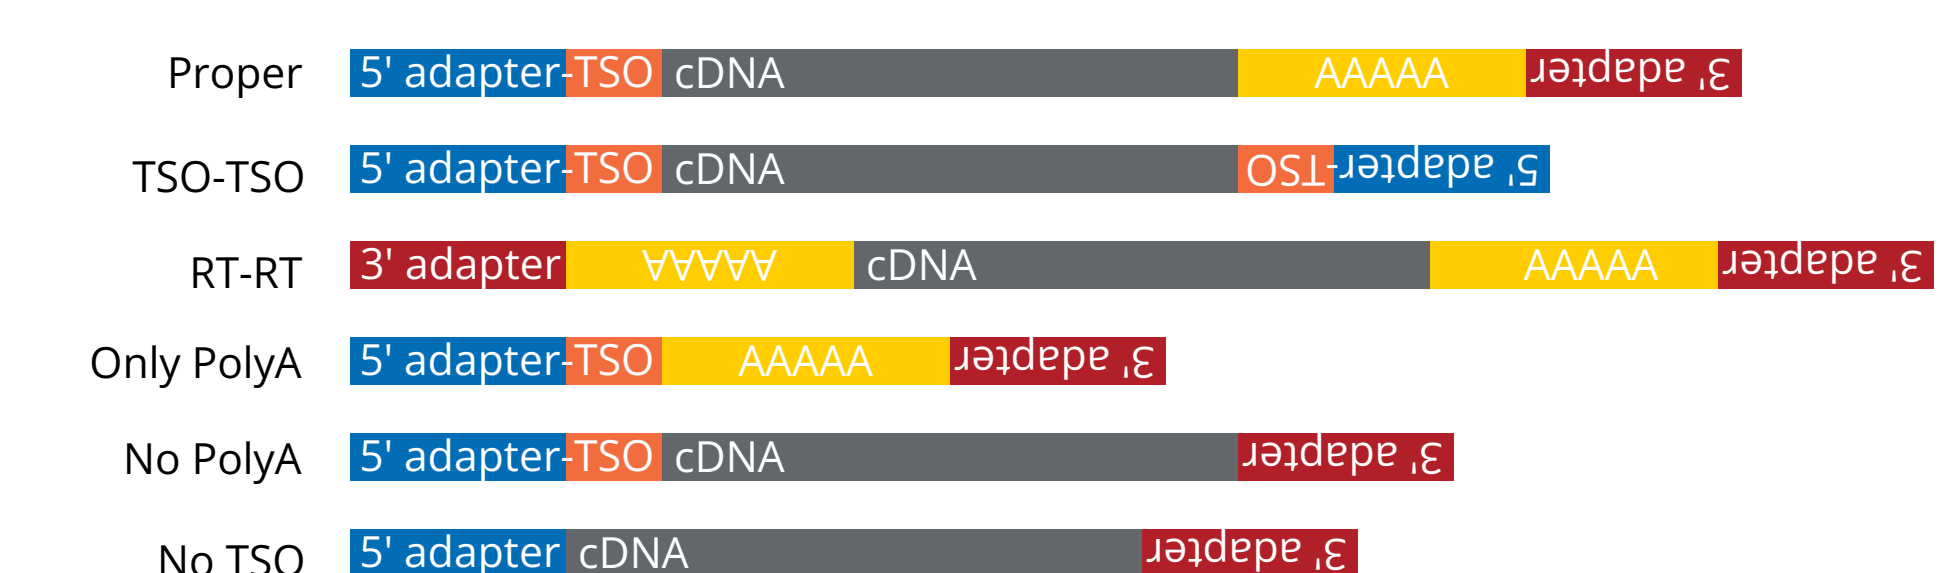 Proper 5' adapter-TSO cDNA AAAAA 3' adapter
TSO-TSO 5' adapter-TSO cDNA 5' adapter-TSO
RT-RT 3' adapter AAAAA cDNA AAAAA 3' adapter
Only PolyA 5' adapter-TSO AAAAA 3' adapter
No PolyA 5' adapter-TSO cDNA 3' adapter
No TSO 5' adapter cDNA 3' adapter